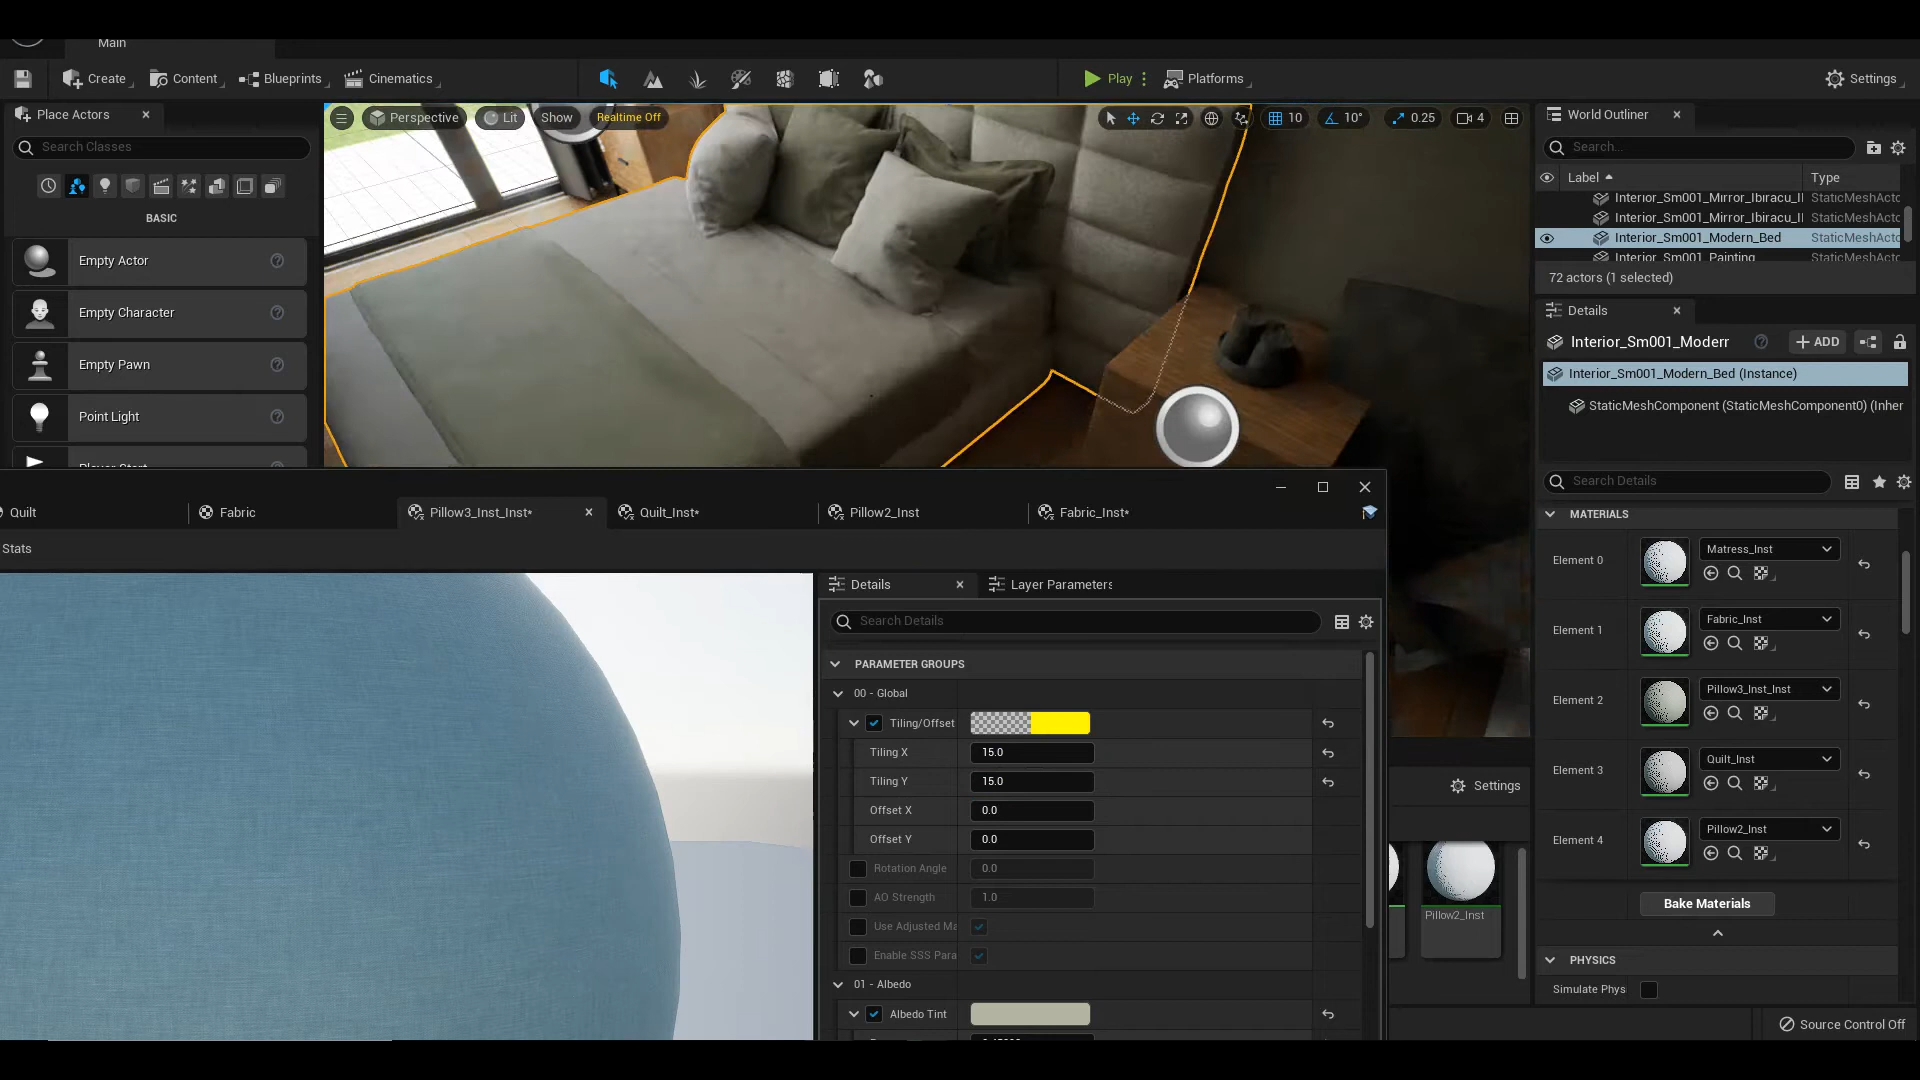 Main
Create
Content
Blueprints
Cinematics
Play
Platforms
Settings
Place Actors
Search Classes
BASIC
Empty Actor
Empty Character
Empty Pawn
Point Light
Perspective
Lit
Show
Realtime Off
10
10°
0.25
4
World Outliner
Search...
Label
Type
Interior_Sm001_Mirror_Ibiracu_I
StaticMeshActo
Interior_Sm001_Mirror_Ibiracu_I
StaticMeshActo
Interior_Sm001_Modern_Bed
StaticMeshActo
Interior_Sm001_Painting
StaticMeshActo
72 actors (1 selected)
Details
Interior_Sm001_Moderr
ADD
Interior_Sm001_Modern_Bed (Instance)
StaticMeshComponent (StaticMeshComponent0) (Inher
Search Details
MATERIALS
Element 0
Matress_Inst
Element 1
Fabric_Inst
Element 2
Pillow3_Inst_Inst
Element 3
Quilt_Inst
Element 4
Pillow2_Inst
Bake Materials
PHYSICS
Simulate Phys
Source Control Off
Quilt
Fabric
Pillow3_Inst_Inst*
Quilt_Inst*
Pillow2_Inst
Fabric_Inst*
Stats
Details
Layer Parameters
Search Details
PARAMETER GROUPS
00 - Global
Tiling/Offset
Tiling X
15.0
Tiling Y
15.0
Offset X
0.0
Offset Y
0.0
Rotation Angle
0.0
AO Strength
1.0
Use Adjusted Ma
Enable SSS Para
01 - Albedo
Albedo Tint
Settings
Pillow2_Inst